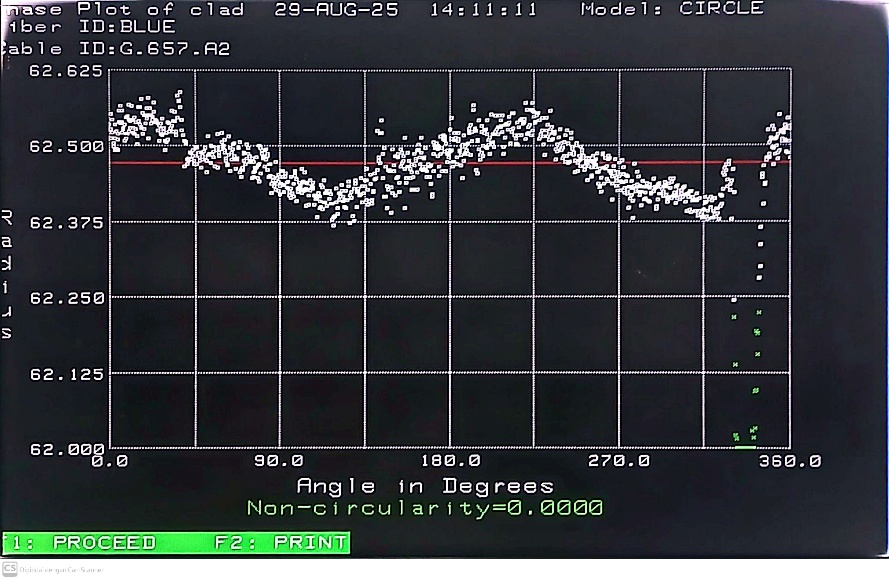 hase Plot of clad 29-AUG-25 14:11:11 Model: CIRCLE
iber ID:BLUE
able ID:G.657.A2
62.625
62.500
62.375
62.250
62.125
62.000
Radius
0.0 90.0 180.0 270.0 360.0
Angle in Degrees
Non-circularity=0.0000
1: PROCEED F2: PRINT
CS